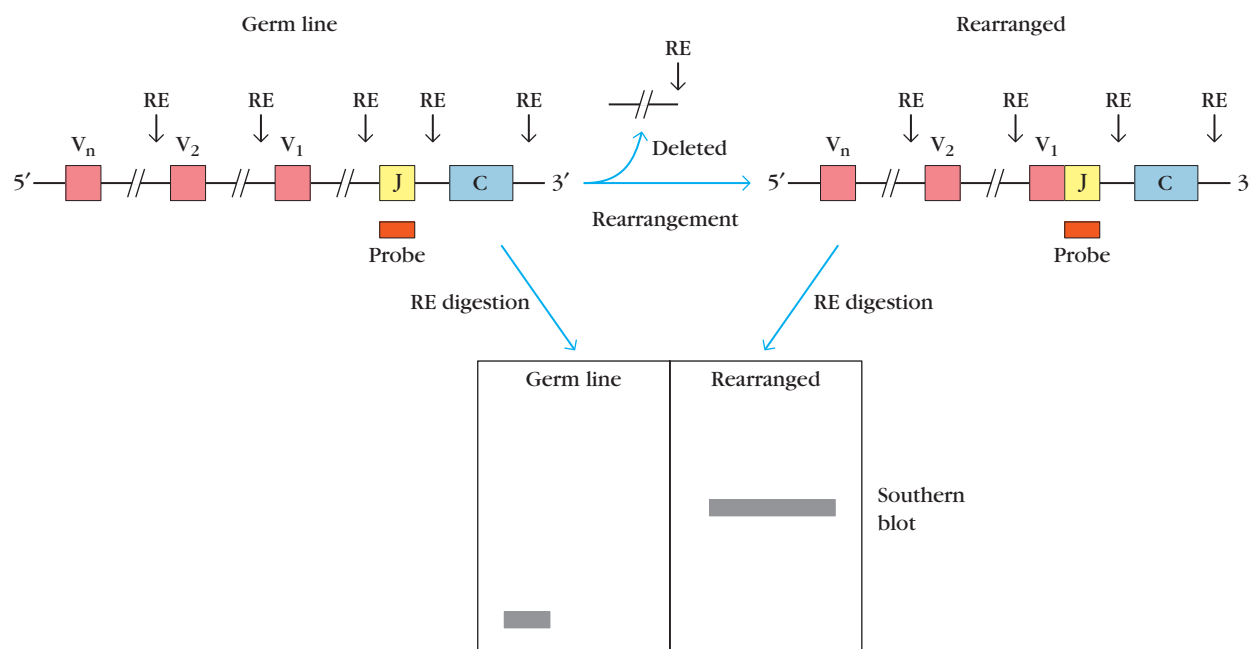 Germ line
Rearranged
RE
RE RE RE RE RE
RE RE RE RE
Vn V2 V1
Deleted
Vn V2 V1
5′ J C 3′
5′ J C 3
Rearrangement
Probe
Probe
RE digestion
RE digestion
Germ line
Rearranged
Southern
blot